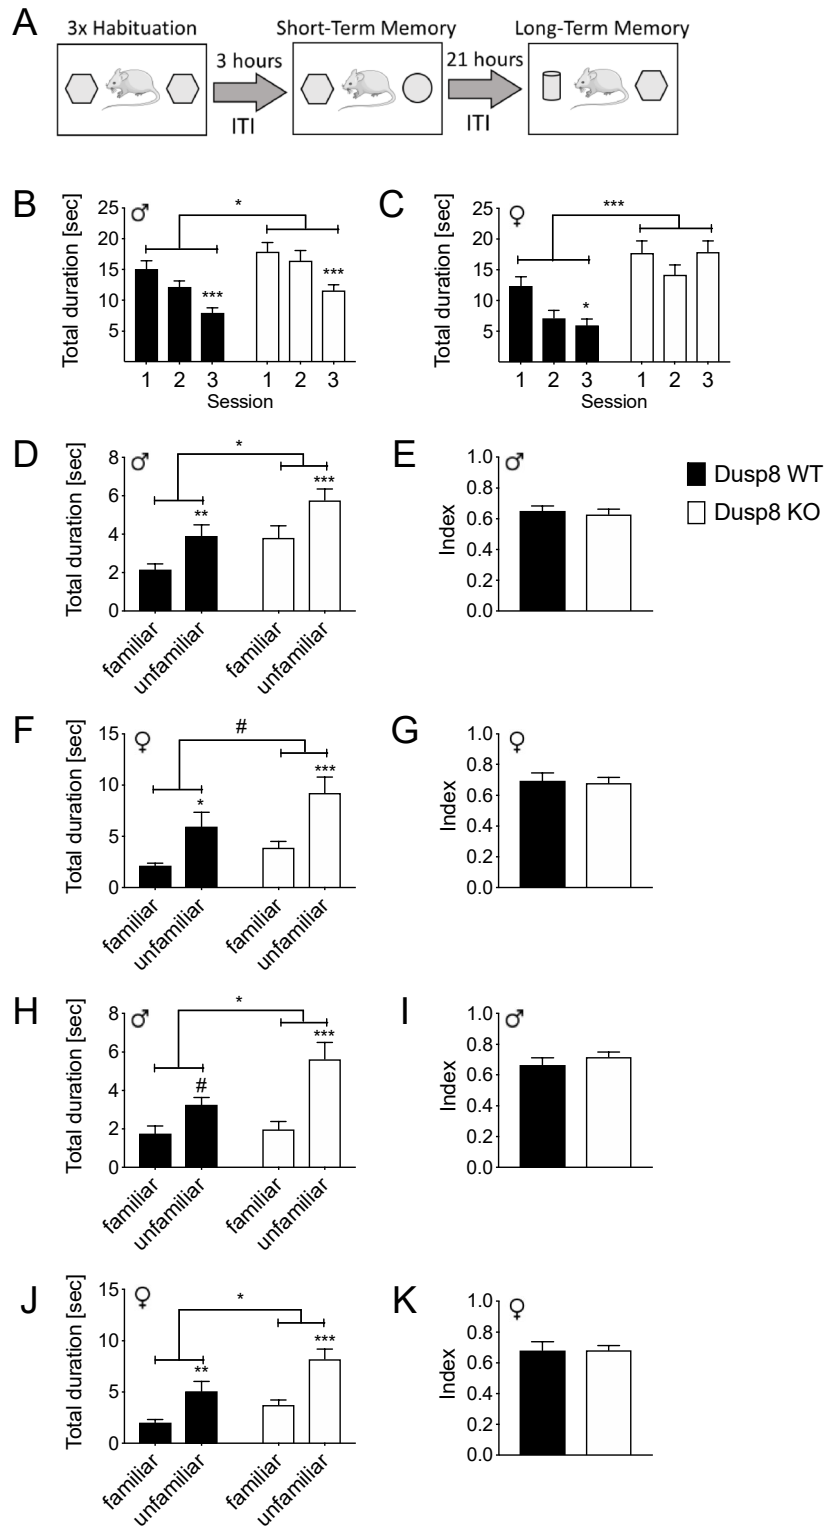 A
3x Habituation
Short-Term Memory
Long-Term Memory
3 hours
ITI
21 hours
ITI
B
♂
Total duration [sec]
25
20
15
10
5
*
***
***
1 2 3 1 2 3
Session
C
♀
Total duration [sec]
25
20
15
10
5
***
*
1 2 3 1 2 3
Session
D
♂
Total duration [sec]
8
6
4
2
0
*
**
***
familiar
unfamiliar
familiar
unfamiliar
E
♂
Index
1.0
0.8
0.6
0.4
0.2
0.0
Dusp8 WT
Dusp8 KO
F
♀
Total duration [sec]
15
10
5
0
#
*
***
familiar
unfamiliar
familiar
unfamiliar
G
♀
Index
1.0
0.8
0.6
0.4
0.2
0.0
H
♂
Total duration [sec]
8
6
4
2
0
*
#
***
familiar
unfamiliar
familiar
unfamiliar
I
♂
Index
1.0
0.8
0.6
0.4
0.2
0.0
J
♀
Total duration [sec]
15
10
5
0
*
**
***
familiar
unfamiliar
familiar
unfamiliar
K
♀
Index
1.0
0.8
0.6
0.4
0.2
0.0